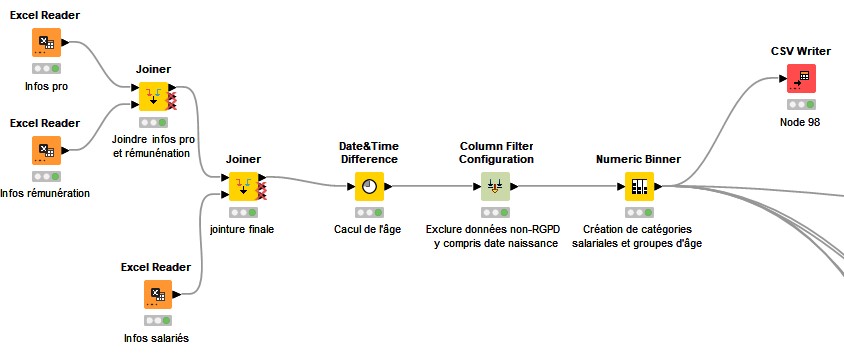 Excel Reader
Infos pro
Joiner
Joindre infos pro
et rémunénation
Excel Reader
Infos rémunération
Joiner
jointure finale
Excel Reader
Infos salariés
Date&Time
Difference
Cacul de l'âge
Column Filter
Configuration
Exclure données non-RGPD
y compris date naissance
Numeric Binner
Création de catégories
salariales et groupes d'âge
CSV Writer
Node 98